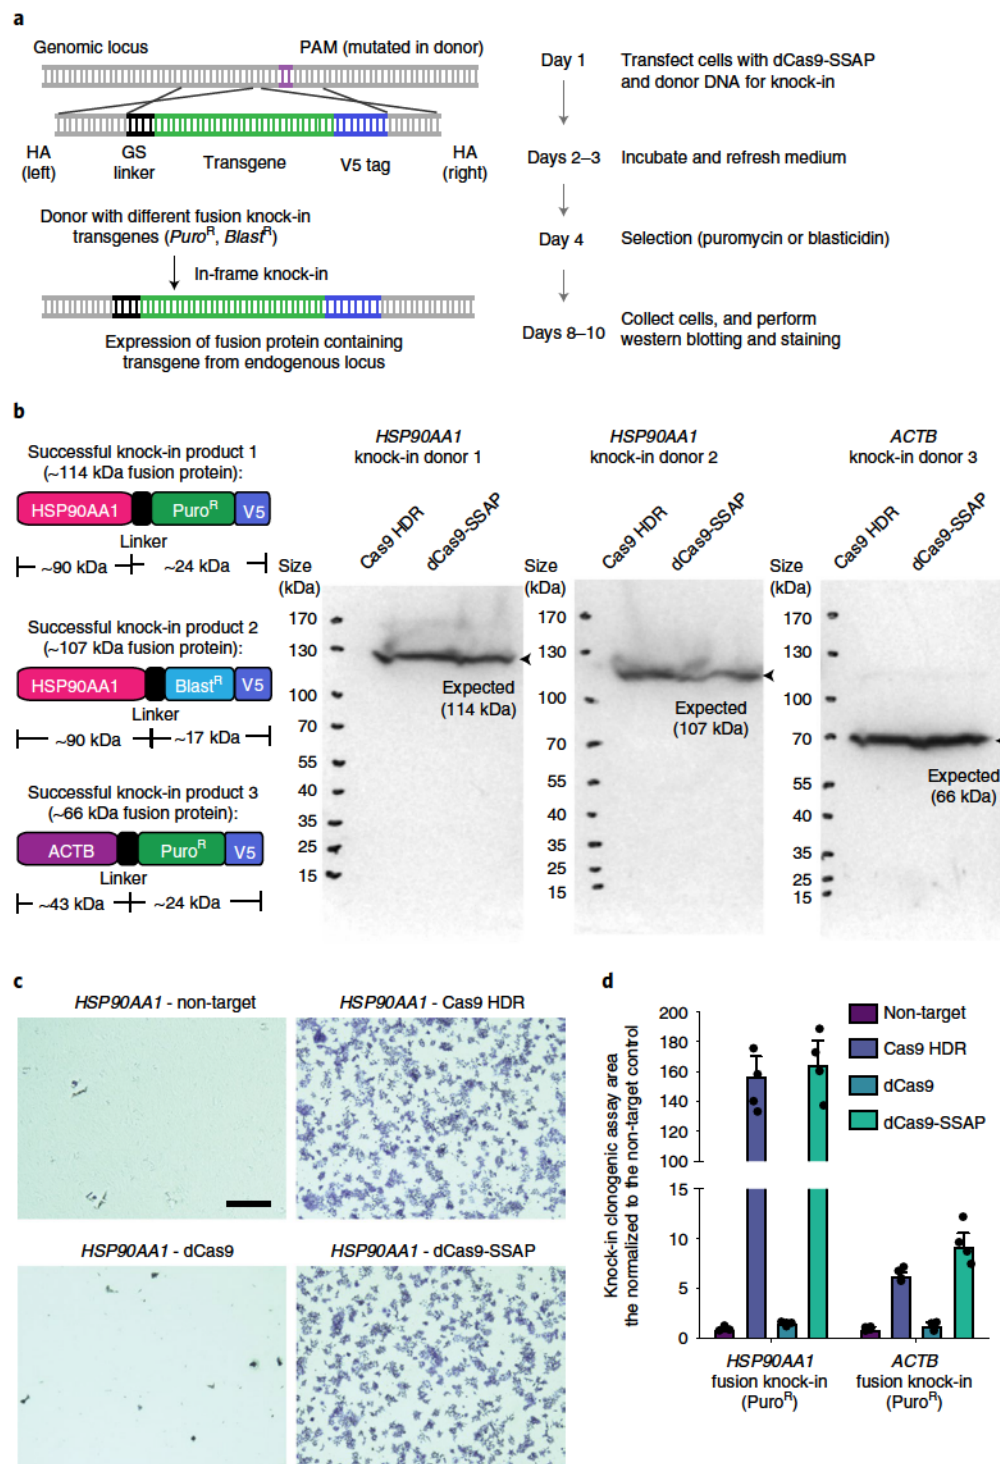 a
Genomic locus
PAM (mutated in donor)
HA
(left)
GS
linker
Transgene
V5 tag
HA
(right)
Donor with different fusion knock-in
transgenes (Puroᴿ, Blastᴿ)
In-frame knock-in
Expression of fusion protein containing
transgene from endogenous locus
Day 1
Transfect cells with dCas9-SSAP
and donor DNA for knock-in
Days 2–3
Incubate and refresh medium
Day 4
Selection (puromycin or blasticidin)
Days 8–10
Collect cells, and perform
western blotting and staining
b
Successful knock-in product 1
(~114 kDa fusion protein):
HSP90AA1
Puroᴿ
V5
Linker
~90 kDa
~24 kDa
Successful knock-in product 2
(~107 kDa fusion protein):
HSP90AA1
Blastᴿ
V5
Linker
~90 kDa
~17 kDa
Successful knock-in product 3
(~66 kDa fusion protein):
ACTB
Puroᴿ
V5
Linker
~43 kDa
~24 kDa
HSP90AA1
knock-in donor 1
Cas9 HDR
dCas9-SSAP
Size
(kDa)
170
130
100
70
55
40
35
25
15
Expected
(114 kDa)
HSP90AA1
knock-in donor 2
Cas9 HDR
dCas9-SSAP
Size
(kDa)
170
130
100
70
55
40
35
25
15
Expected
(107 kDa)
ACTB
knock-in donor 3
Cas9 HDR
dCas9-SSAP
Size
(kDa)
170
130
100
70
55
40
35
25
15
Expected
(66 kDa)
c
HSP90AA1 - non-target
HSP90AA1 - Cas9 HDR
HSP90AA1 - dCas9
HSP90AA1 - dCas9-SSAP
d
Knock-in clonogenic assay area
the normalized to the non-target control
200
180
160
140
120
100
15
10
5
0
Non-target
Cas9 HDR
dCas9
dCas9-SSAP
HSP90AA1
fusion knock-in
(Puroᴿ)
ACTB
fusion knock-in
(Puroᴿ)